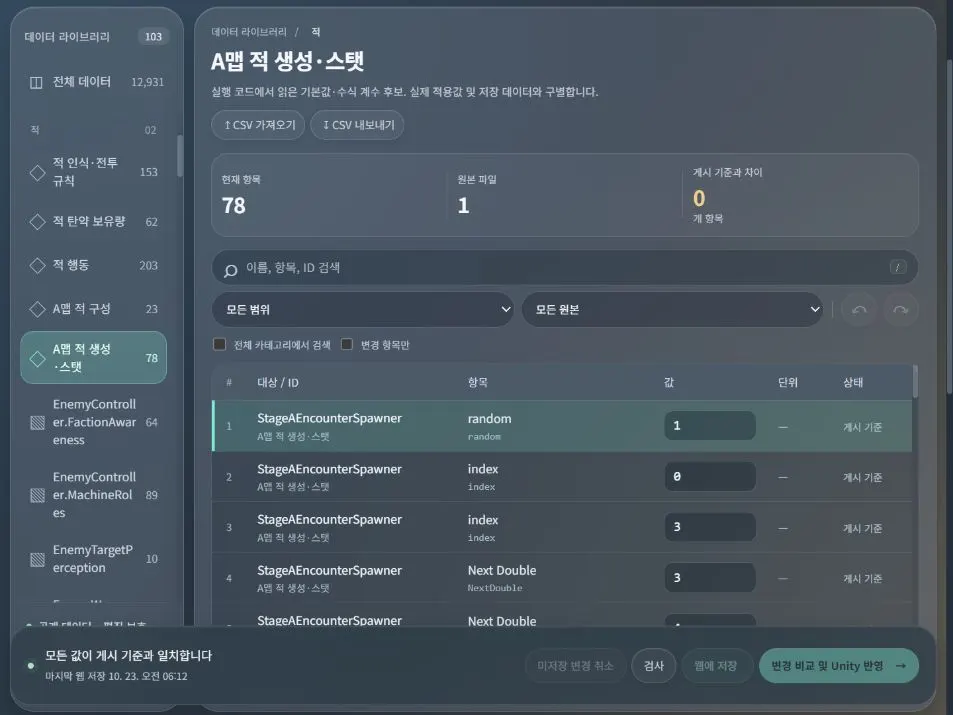 데이터 라이브러리 103
전체 데이터 12,931
적 02
적 인식·전투
규칙
153
적 탄약 보유량 62
적 행동 203
A맵 적 구성 23
A맵 적 생성
·스탯
78
EnemyControll
er.FactionAwar
eness
64
EnemyControll
er.MachineRol
es
89
EnemyTargetP
erception
10
데이터 라이브러리 / 적
A맵 적 생성·스탯
실행 코드에서 읽은 기본값·수식 계수 후보. 실제 적용값 및 저장 데이터와 구별합니다.
↥ CSV 가져오기 ↧ CSV 내보내기
현재 항목
78
원본 파일
1
게시 기준과 차이
0
개 항목
이름, 항목, ID 검색 /
모든 범위 모든 원본
전체 카테고리에서 검색 변경 항목만
# 대상 / ID 항목 값 단위 상태
1 StageAEncounterSpawner random 1 — 게시 기준
A맵 적 생성·스탯 random
2 StageAEncounterSpawner index 0 — 게시 기준
A맵 적 생성·스탯 index
3 StageAEncounterSpawner index 3 — 게시 기준
A맵 적 생성·스탯 index
4 StageAEncounterSpawner Next Double 3 — 게시 기준
A맵 적 생성·스탯 NextDouble
StageAEncounterSpawner Next Double
모든 값이 게시 기준과 일치합니다
마지막 웹 저장 10. 23. 오전 06:12
미저장 변경 취소 검사 웹에 저장 변경 비교 및 Unity 반영 →